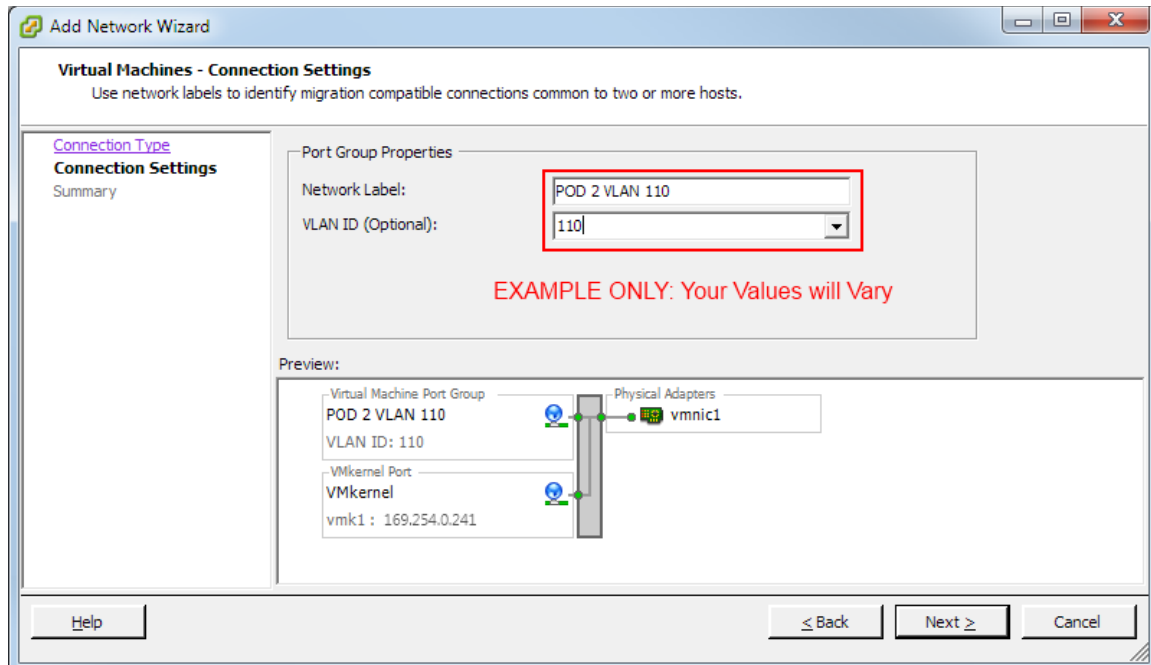 Add Network Wizard
Virtual Machines - Connection Settings
Use network labels to identify migration compatible connections common to two or more hosts.
Connection Type
Connection Settings
Summary
Port Group Properties
Network Label:
POD 2 VLAN 110
VLAN ID (Optional):
110
EXAMPLE ONLY: Your Values will Vary
Preview:
Virtual Machine Port Group
POD 2 VLAN 110
VLAN ID: 110
Physical Adapters
vmnic1
VMkernel Port
VMkernel
vmk1 : 169.254.0.241
Help
< Back
Next >
Cancel